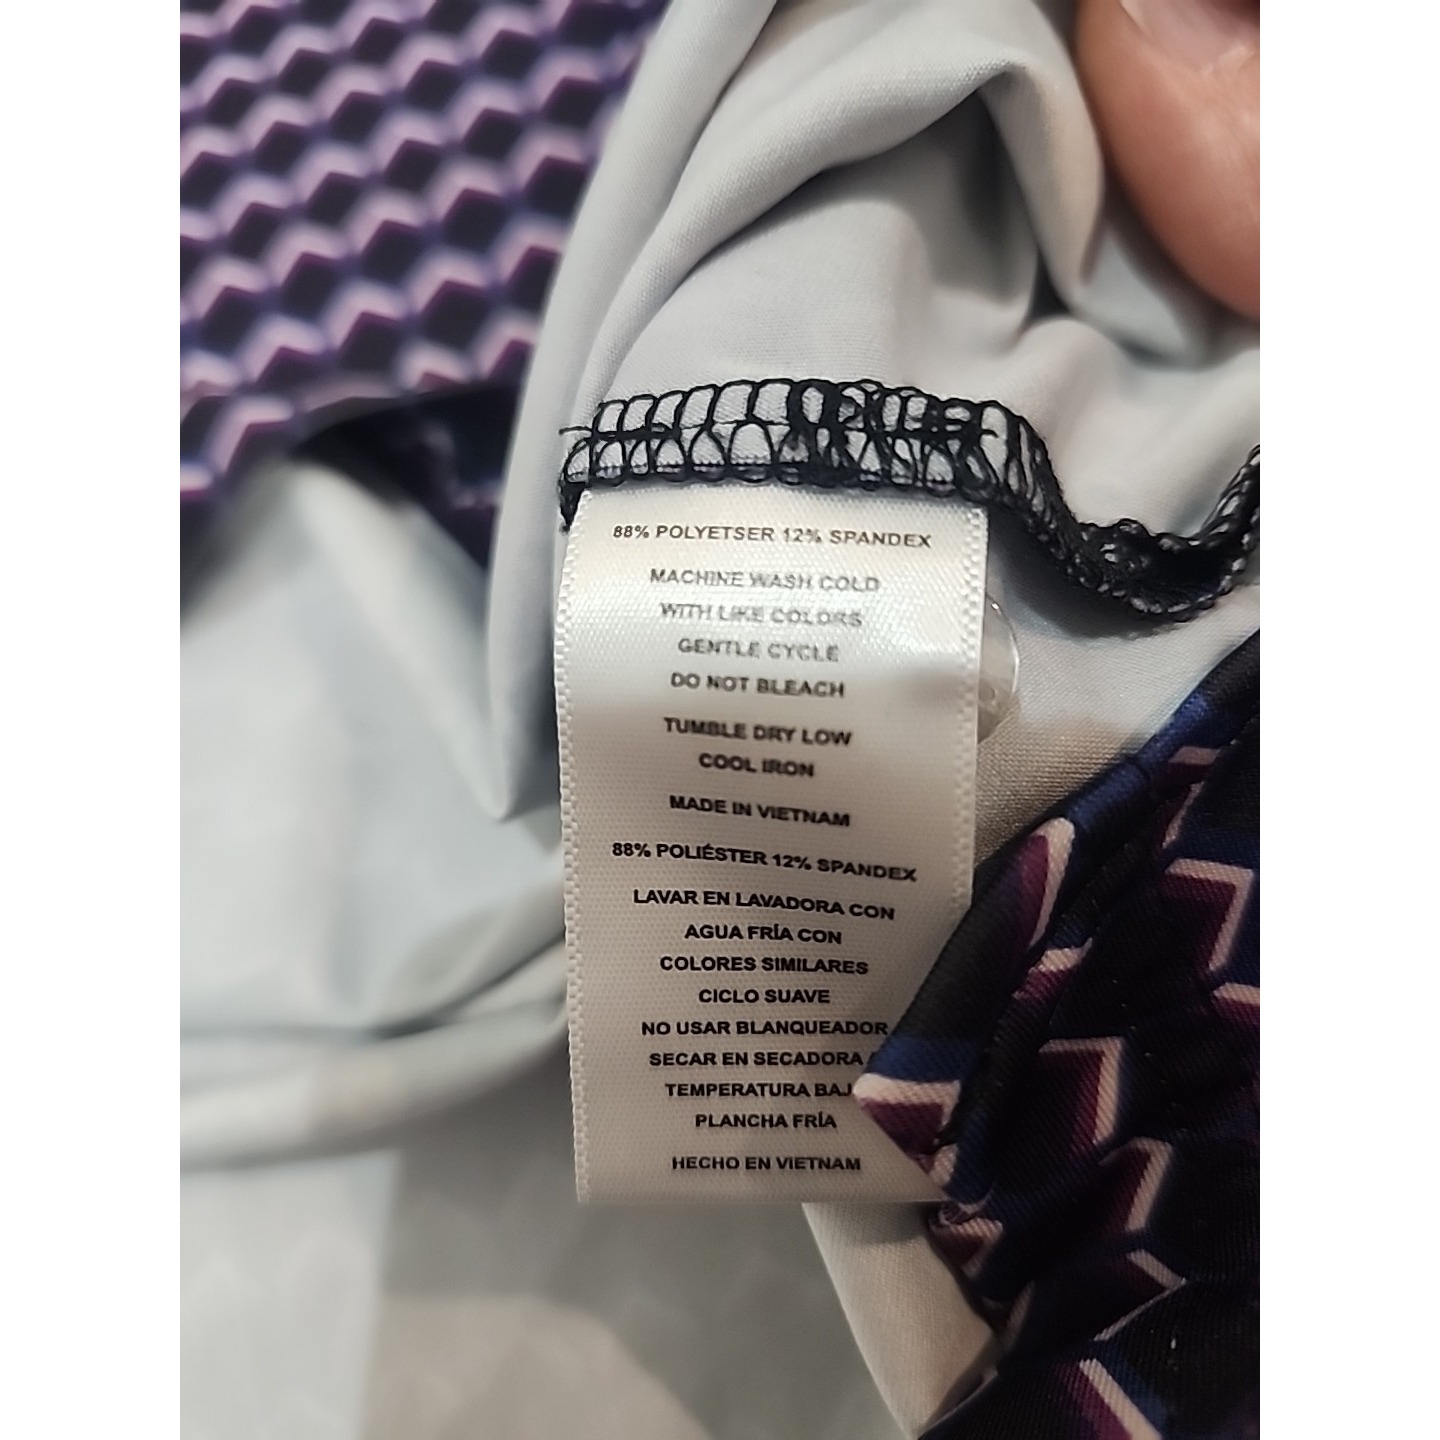 88% POLYETSER 12% SPANDEX
MACHINE WASH COLD
WITH LIKE COLORS
GENTLE CYCLE
DO NOT BLEACH
TUMBLE DRY LOW
COOL IRON
MADE IN VIETNAM
88% POLIÉSTER 12% SPANDEX
LAVAR EN LAVADORA CON
AGUA FRÍA CON
COLORES SIMILARES
CICLO SUAVE
NO USAR BLANQUEADOR
SECAR EN SECADORA
TEMPERATURA BAJ
PLANCHA FRÍA
HECHO EN VIETNAM